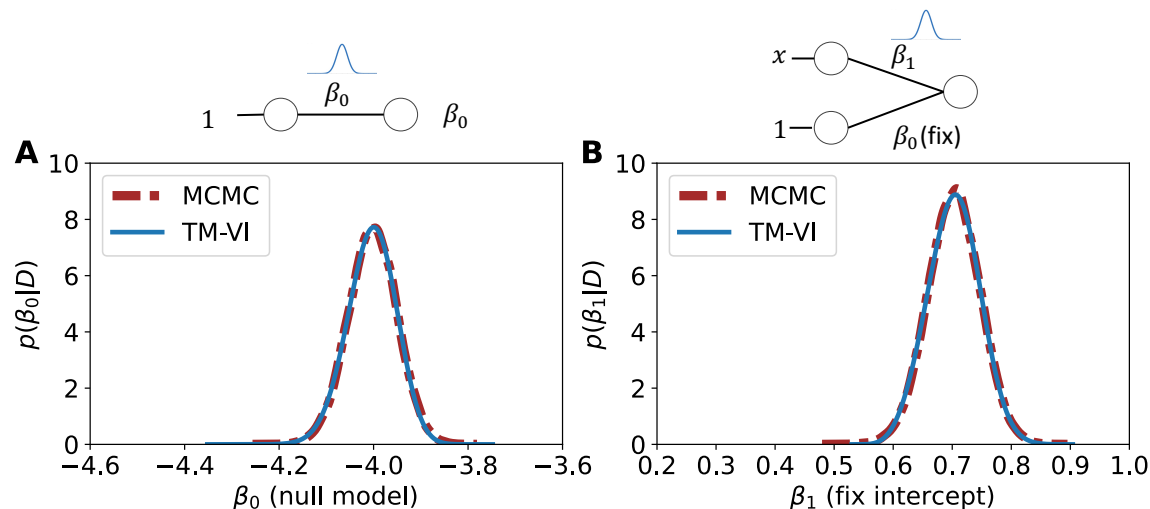 β₀
1
β₀
x
β₁
1
β₀(fix)
A
10
8
6
4
2
0
p(β₀|D)
MCMC
TM-VI
−4.6
−4.4
−4.2
−4.0
−3.8
−3.6
β₀ (null model)
B
10
8
6
4
2
0
p(β₁|D)
MCMC
TM-VI
0.2
0.3
0.4
0.5
0.6
0.7
0.8
0.9
1.0
β₁ (fix intercept)